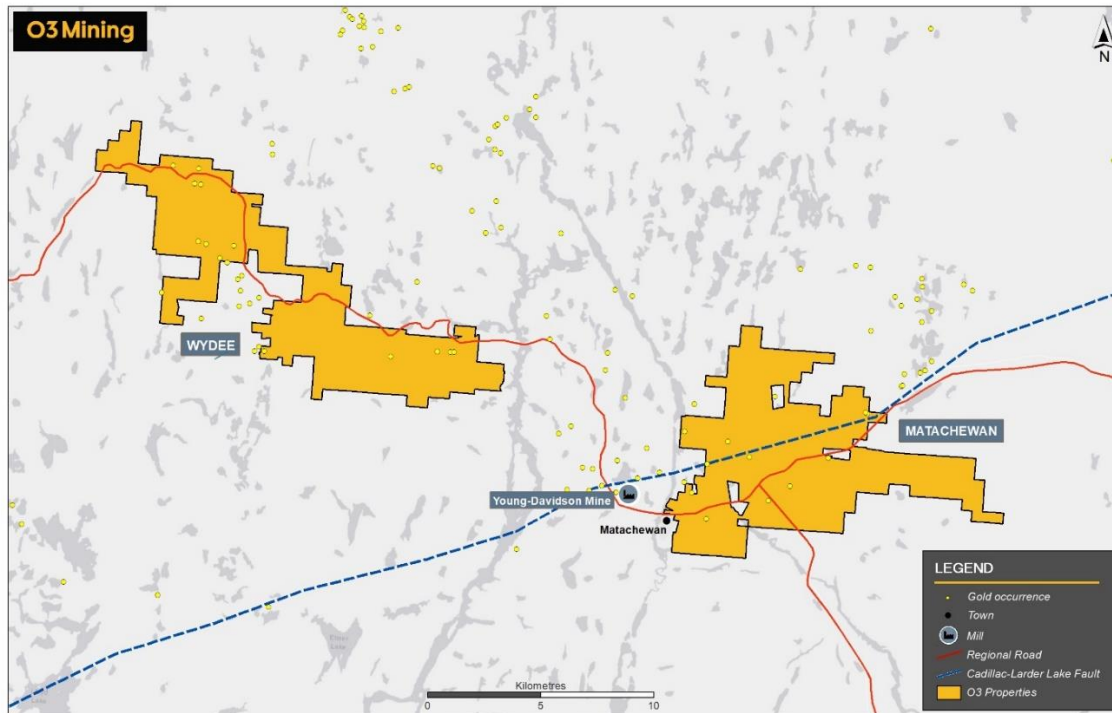 O3 Mining
N
WYDEE
MATACHEWAN
Young-Davidson Mine
Matachewan
Kilometres
0 5 10
LEGEND
Gold occurrence
Town
Mill
Regional Road
Cadillac-Larder Lake Fault
O3 Properties